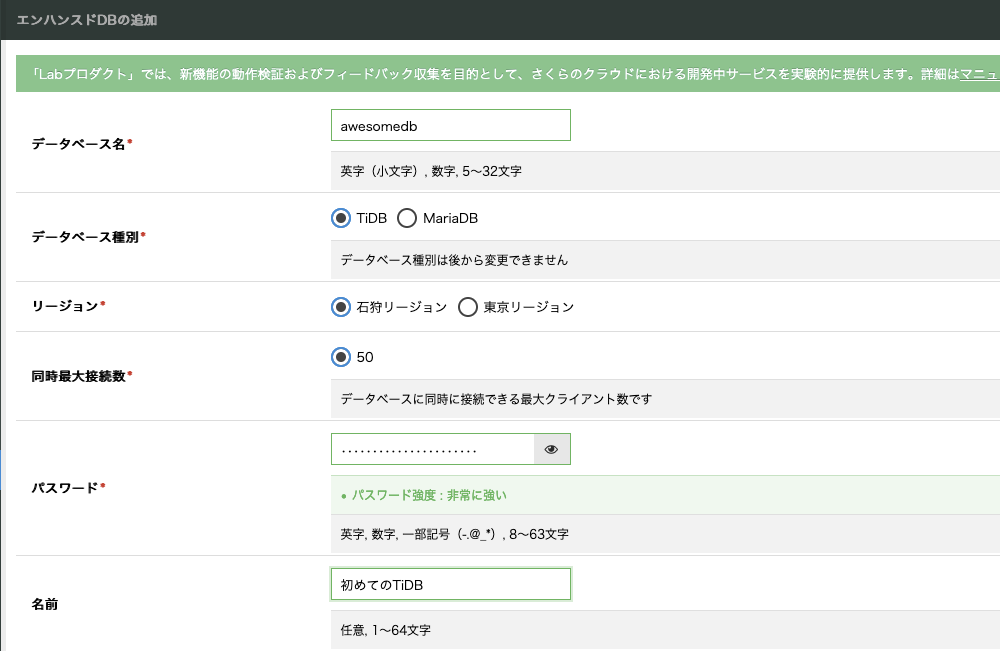 エンハンスドDBの追加
「Labプロダクト」では、新機能の動作検証およびフィードバック収集を目的として、さくらのクラウドにおける開発中サービスを実験的に提供します。詳細はマニュ
データベース名*
awesomedb
英字（小文字）, 数字, 5〜32文字
データベース種別*
TiDB MariaDB
データベース種別は後から変更できません
リージョン*
石狩リージョン 東京リージョン
同時最大接続数*
50
データベースに同時に接続できる最大クライアント数です
パスワード*
• パスワード強度 : 非常に強い
英字, 数字, 一部記号（-.@_*）, 8〜63文字
名前
初めてのTiDB
任意, 1〜64文字